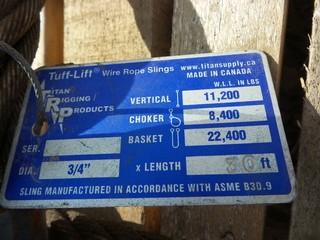 Tuff-Lift® Wire Rope Slings www.titansupply.ca
MADE IN CANADA
W.L.L. IN LBS
TITAN
RIGGING /
PRODUCTS
VERTICAL 11,200
CHOKER 8,400
BASKET 22,400
SER.
DIA. 3/4" x LENGTH 30 ft
SLING MANUFACTURED IN ACCORDANCE WITH ASME B30.9